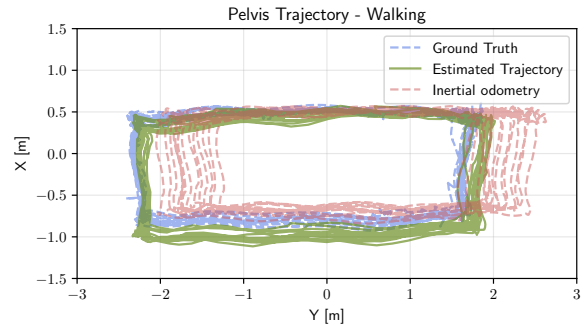 Pelvis Trajectory - Walking
1.5
1.0
0.5
0.0
−0.5
−1.0
−1.5
X [m]
Ground Truth
Estimated Trajectory
Inertial odometry
−3
−2
−1
0
1
2
3
Y [m]